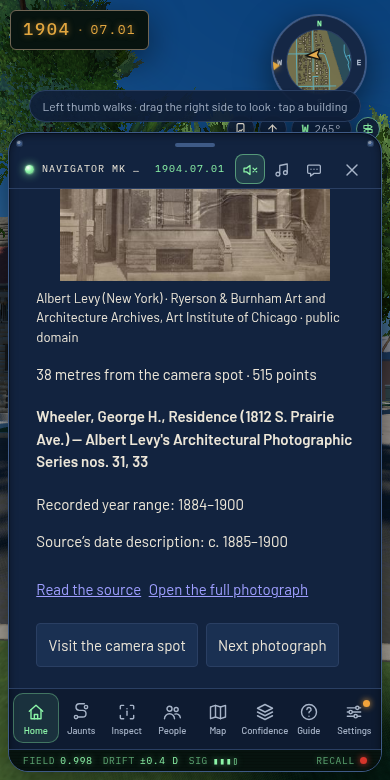 1904 · 07.01
N
W
E
Left thumb walks · drag the right side to look · tap a building
W 265°
NAVIGATOR MK …
1904.07.01
Albert Levy (New York) · Ryerson & Burnham Art and
Architecture Archives, Art Institute of Chicago · public
domain
38 metres from the camera spot · 515 points
Wheeler, George H., Residence (1812 S. Prairie
Ave.) — Albert Levy's Architectural Photographic
Series nos. 31, 33
Recorded year range: 1884–1900
Source's date description: c. 1885–1900
Read the source Open the full photograph
Visit the camera spot Next photograph
Home Jaunts Inspect People Map Confidence Guide Settings
FIELD 0.998 DRIFT ±0.4 D SIG RECALL